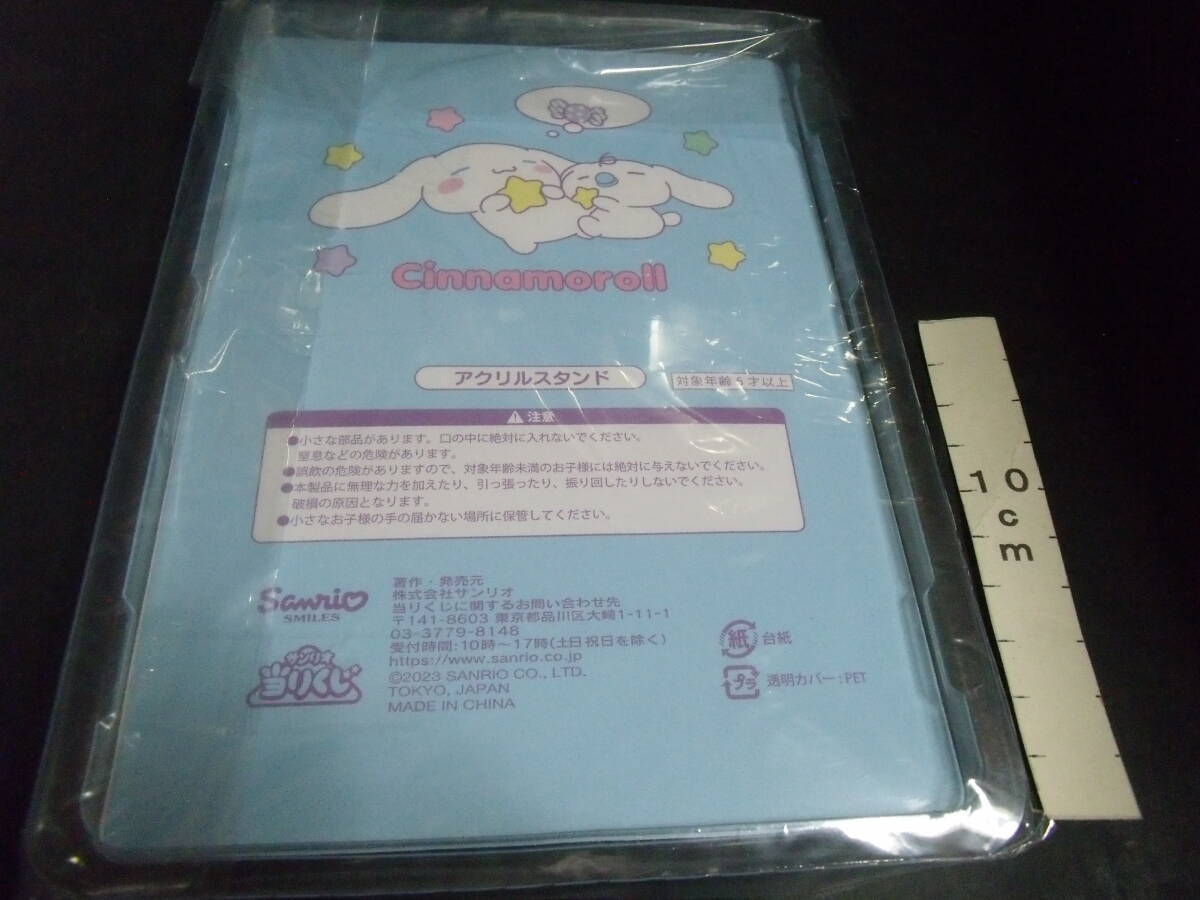 Cinnamoroll
アクリルスタンド
対象年齢6才以上
注意
●小さな部品があります。口の中に絶対に入れないでください。
窒息などの危険があります。
●誤飲の危険がありますので、対象年齢未満のお子様には絶対に与えないでください。
●本製品に無理な力を加えたり、引っ張ったり、振り回したりしないでください。
破損の原因となります。
●小さなお子様の手の届かない場所に保管してください。
Sanrio
SMILES
サンリオ
当りくじ
著作・発売元
株式会社サンリオ
当りくじに関するお問い合わせ先
〒141-8603 東京都品川区大崎1-11-1
03-3779-8148
受付時間:10時～17時(土日祝日を除く)
https://www.sanrio.co.jp
©2023 SANRIO CO., LTD.
TOKYO, JAPAN
MADE IN CHINA
紙 台紙
プラ 透明カバー:PET
10
cm